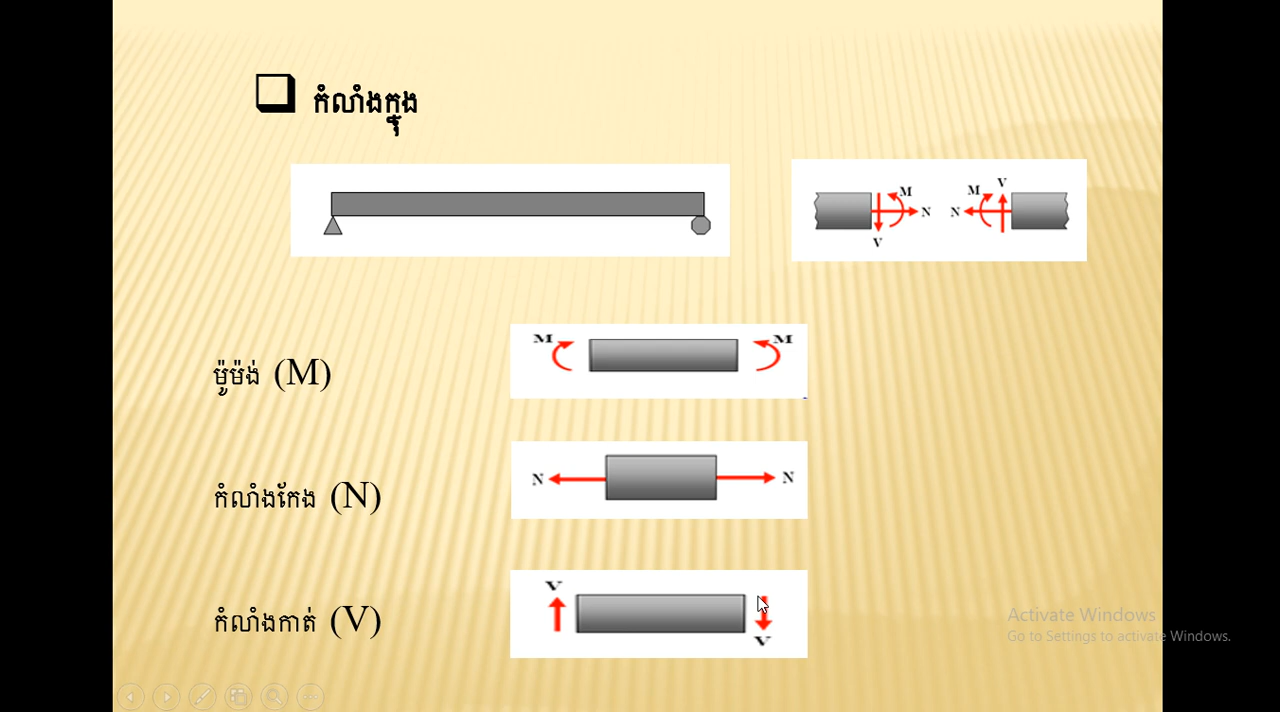 កំលាំងក្នុង
M
N
V
V
M
N
ម៉ូម៉ង់ (M)
M
M
កំលាំងកែង (N)
N
N
កំលាំងកាត់ (V)
V
V
Activate Windows
Go to Settings to activate Windows.